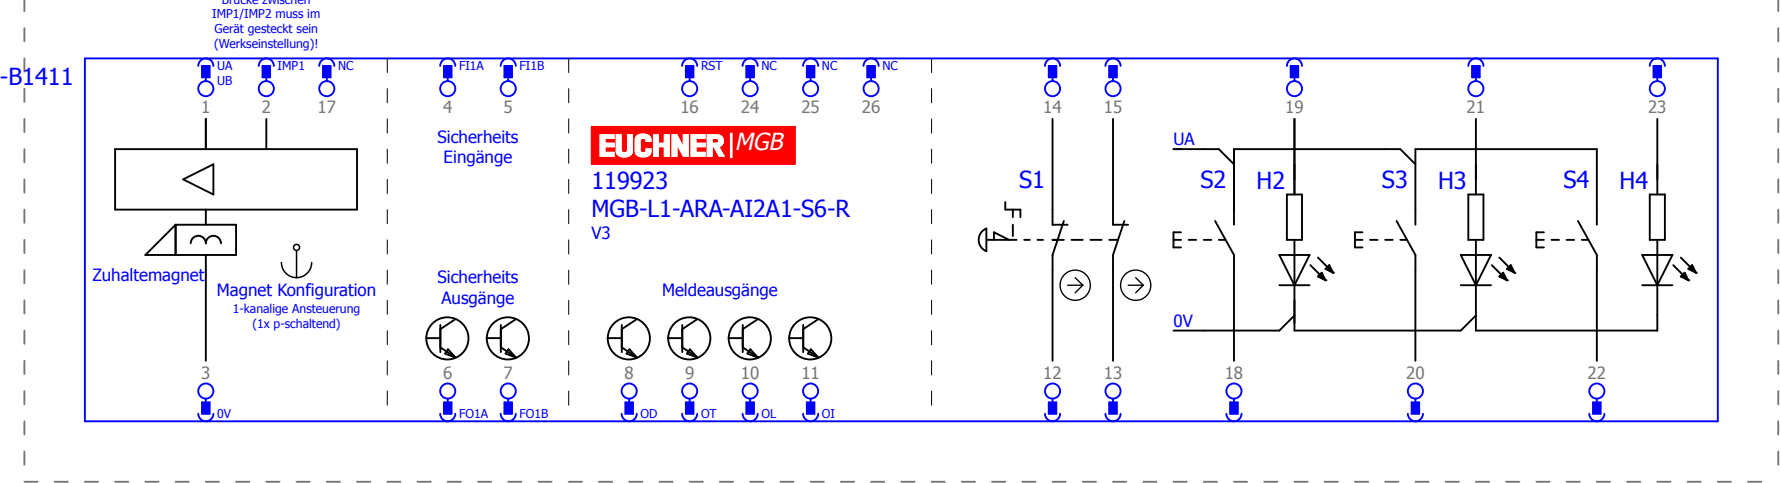 Brücke zwischen
IMP1/IMP2 muss im
Gerät gesteckt sein
(Werkseinstellung)!
-B1411
UA
UB
IMP1
NC
FI1A
FI1B
RST
NC
NC
NC
1
2
17
4
5
16
24
25
26
14
15
19
21
23
Sicherheits
Eingänge
EUCHNER|MGB
119923
MGB-L1-ARA-AI2A1-S6-R
V3
UA
S1
S2
H2
S3
H3
S4
H4
Zuhaltemagnet
Magnet Konfiguration
1-kanalige Ansteuerung
(1x p-schaltend)
Sicherheits
Ausgänge
Meldeausgänge
0V
3
6
7
8
9
10
11
12
13
18
20
22
0V
FO1A
FO1B
OD
OT
OL
OI